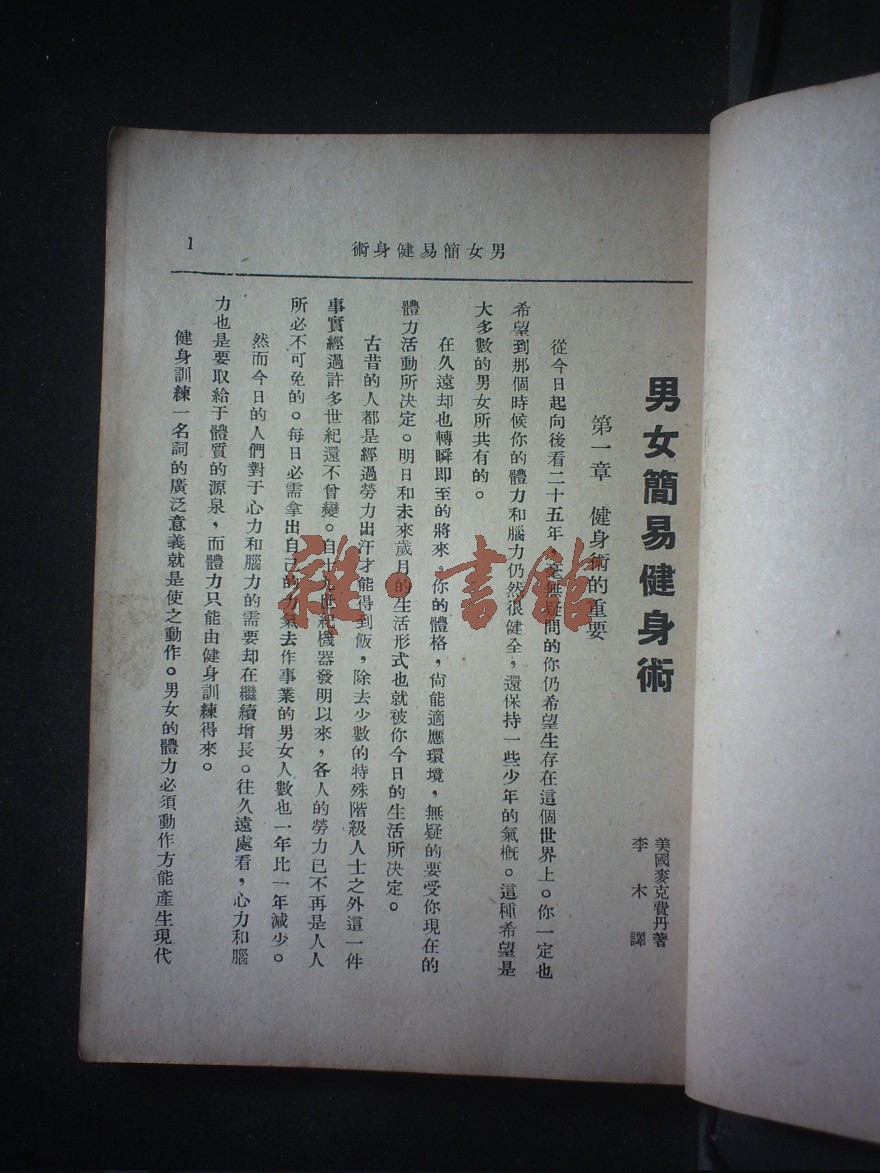 男女簡易健身術
1
男女簡易健身術
美國麥克費丹著
李木譯
第一章 健身術的重要
從今日起向後看二十五年,毫無疑問的你仍希望生存在這個世界上。你一定也
希望到那個時候你的體力和腦力仍然很健全,還保持一些少年的氣槪。這種希望是
大多數的男女所共有的。
在久遠却也轉瞬即至的將來。你的體格,尙能適應環境,無疑的要受你現在的
體力活動所决定。明日和未來歲月的生活形式也就被你今日的生活所决定。
古昔的人都是經過勞力出汗才能得到飯,除去少數的特殊階級人士之外這一件
事實經過許多世紀還不曾變。自十九世紀機器發明以來,各人的勞力已不再是人人
所必不可免的。每日必需拿出自己的力氣去作事業的男女人數也一年比一年減少。
然而今日的人們對于心力和腦力的需要却在繼續增長。往久遠處看,心力和腦
力也是要取給于體質的源泉,而體力只能由健身訓練得來。
健身訓練一名詞的廣泛意義就是使之動作。男女的體力必須動作方能產生現代
雜·書館